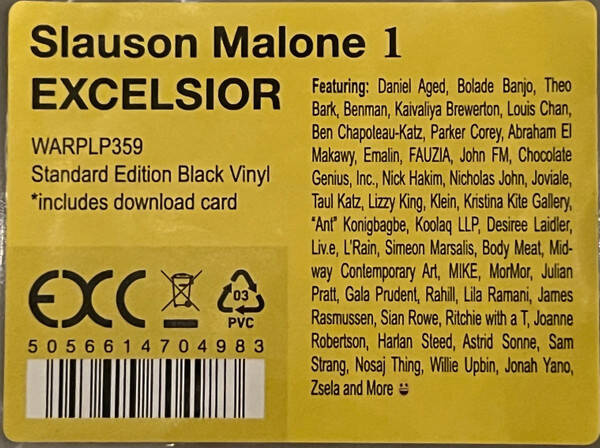 Slauson Malone 1
EXCELSIOR
WARPLP359
Standard Edition Black Vinyl
*includes download card
EXC
03
PVC
5056614704983
Featuring: Daniel Aged, Bolade Banjo, Theo
Bark, Benman, Kaivaliya Brewerton, Louis Chan,
Ben Chapoteau-Katz, Parker Corey, Abraham El
Makawy, Emalin, FAUZIA, John FM, Chocolate
Genius, Inc., Nick Hakim, Nicholas John, Joviale,
Taul Katz, Lizzy King, Klein, Kristina Kite Gallery,
“Ant” Konigbagbe, Koolaq LLP, Desiree Laidler,
Liv.e, L'Rain, Simeon Marsalis, Body Meat, Mid-
way Contemporary Art, MIKE, MorMor, Julian
Pratt, Gala Prudent, Rahill, Lila Ramani, James
Rasmussen, Sian Rowe, Ritchie with a T, Joanne
Robertson, Harlan Steed, Astrid Sonne, Sam
Strang, Nosaj Thing, Willie Upbin, Jonah Yano,
Zsela and More 😀